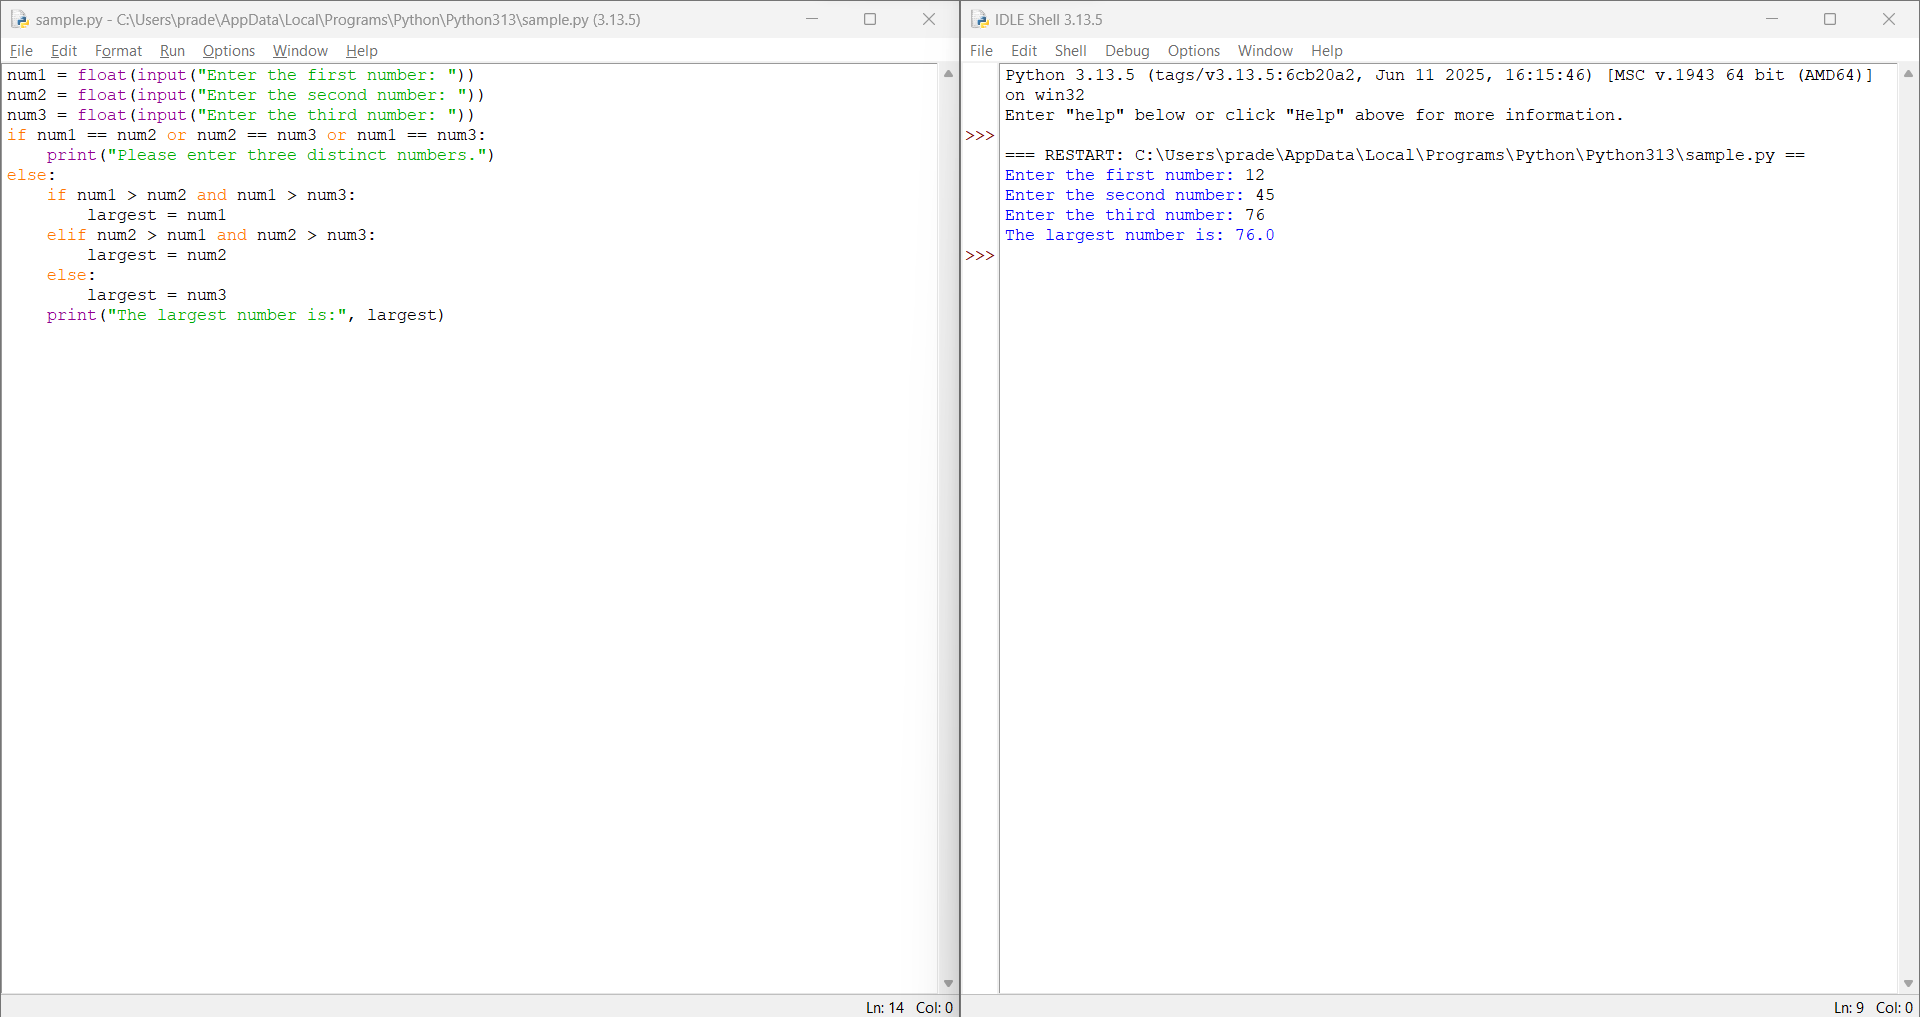 sample.py - C:\Users\prade\AppData\Local\Programs\Python\Python313\sample.py (3.13.5)
File Edit Format Run Options Window Help
num1 = float(input("Enter the first number: "))
num2 = float(input("Enter the second number: "))
num3 = float(input("Enter the third number: "))
if num1 == num2 or num2 == num3 or num1 == num3:
    print("Please enter three distinct numbers.")
else:
    if num1 > num2 and num1 > num3:
        largest = num1
    elif num2 > num1 and num2 > num3:
        largest = num2
    else:
        largest = num3
    print("The largest number is:", largest)
Ln: 14 Col: 0
IDLE Shell 3.13.5
File Edit Shell Debug Options Window Help
Python 3.13.5 (tags/v3.13.5:6cb20a2, Jun 11 2025, 16:15:46) [MSC v.1943 64 bit (AMD64)]
on win32
Enter "help" below or click "Help" above for more information.
>>>
=== RESTART: C:\Users\prade\AppData\Local\Programs\Python\Python313\sample.py ==
Enter the first number: 12
Enter the second number: 45
Enter the third number: 76
The largest number is: 76.0
>>>
Ln: 9 Col: 0